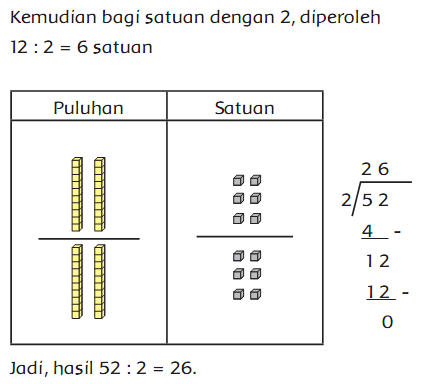 Kemudian bagi satuan dengan 2, diperoleh
12 : 2 = 6 satuan
Puluhan Satuan
2 6
2 5 2
4 -
1 2
1 2 -
0
Jadi, hasil 52 : 2 = 26.